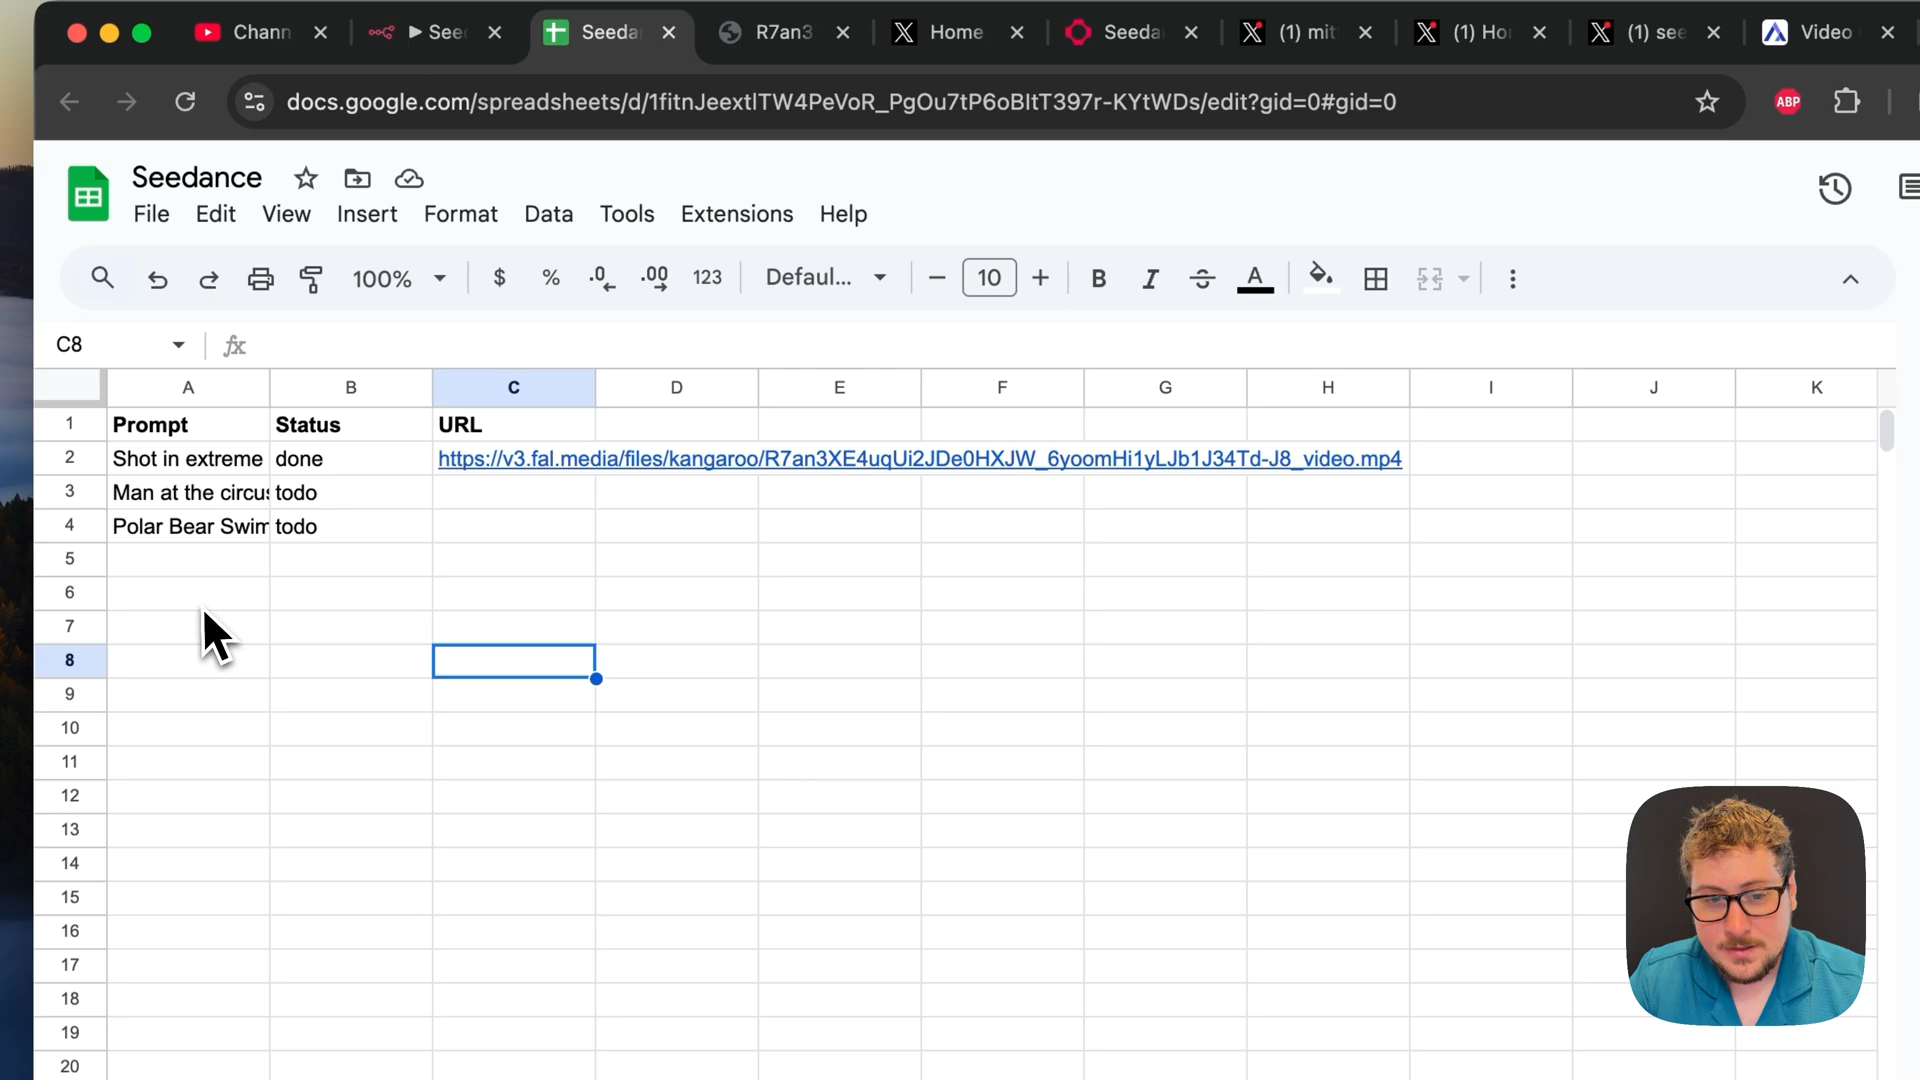 Chann
See
Seeda
R7an3
Home
Seeda
(1) mit
(1) Ho
(1) see
Video
docs.google.com/spreadsheets/d/1fitnJeextlTW4PeVoR_PgOu7tP6oBItT397r-KYtWDs/edit?gid=0#gid=0
ABP
Seedance
File Edit View Insert Format Data Tools Extensions Help
100% $ % .0 .00 123 Defaul... 10 B I S A
C8 fx
A B C D E F G H I J K
1 Prompt Status URL
2 Shot in extreme done https://v3.fal.media/files/kangaroo/R7an3XE4uqUi2JDe0HXJW_6yoomHi1yLJb1J34Td-J8_video.mp4
3 Man at the circus todo
4 Polar Bear Swim todo
5
6
7
8
9
10
11
12
13
14
15
16
17
18
19
20